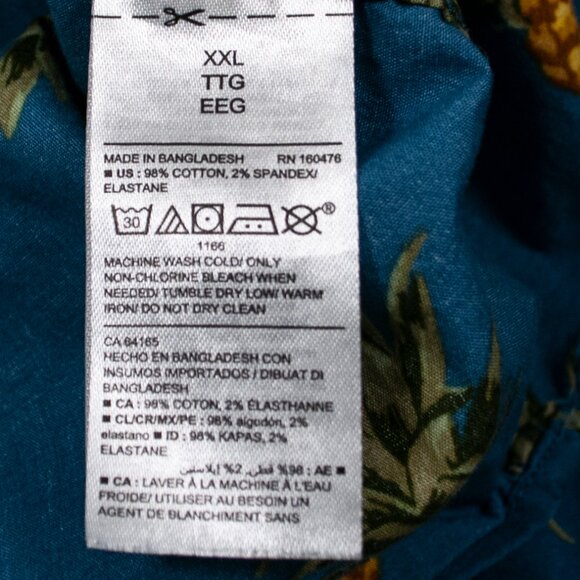 XXL
TTG
EEG
MADE IN BANGLADESH RN 160476
■ US : 98% COTTON, 2% SPANDEX/
ELASTANE
30 ®
1166
MACHINE WASH COLD/ ONLY
NON-CHLORINE BLEACH WHEN
NEEDED/ TUMBLE DRY LOW/ WARM
IRON/ DO NOT DRY CLEAN
CA 64165
HECHO EN BANGLADESH CON
INSUMOS IMPORTADOS / DIBUAT DI
BANGLADESH
■ CA : 98% COTON, 2% ÉLASTHANNE
■ CL/CR/MX/PE : 98% algodón, 2%
elastano ■ ID : 98% KAPAS, 2%
ELASTANE
■ AE : 98% قطن, 2% إيلاستين
■ CA : LAVER À LA MACHINE À L'EAU
FROIDE/ UTILISER AU BESOIN UN
AGENT DE BLANCHIMENT SANS